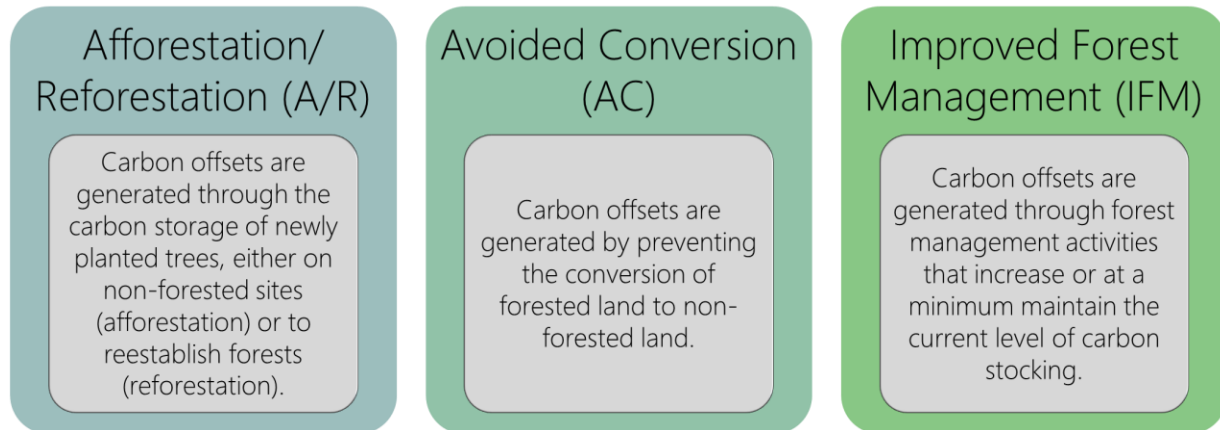 Afforestation/
Reforestation (A/R)
Carbon offsets are
generated through the
carbon storage of newly
planted trees, either on
non-forested sites
(afforestation) or to
reestablish forests
(reforestation).
Avoided Conversion
(AC)
Carbon offsets are
generated by preventing
the conversion of
forested land to non-
forested land.
Improved Forest
Management (IFM)
Carbon offsets are
generated through forest
management activities
that increase or at a
minimum maintain the
current level of carbon
stocking.